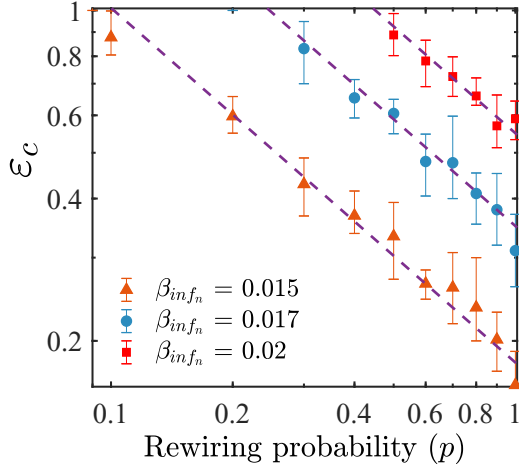 1
0.8
0.6
0.4
0.2
εc
β_{inf_n} = 0.015
β_{inf_n} = 0.017
β_{inf_n} = 0.02
0.1 0.2 0.4 0.6 0.8 1
Rewiring probability (p)